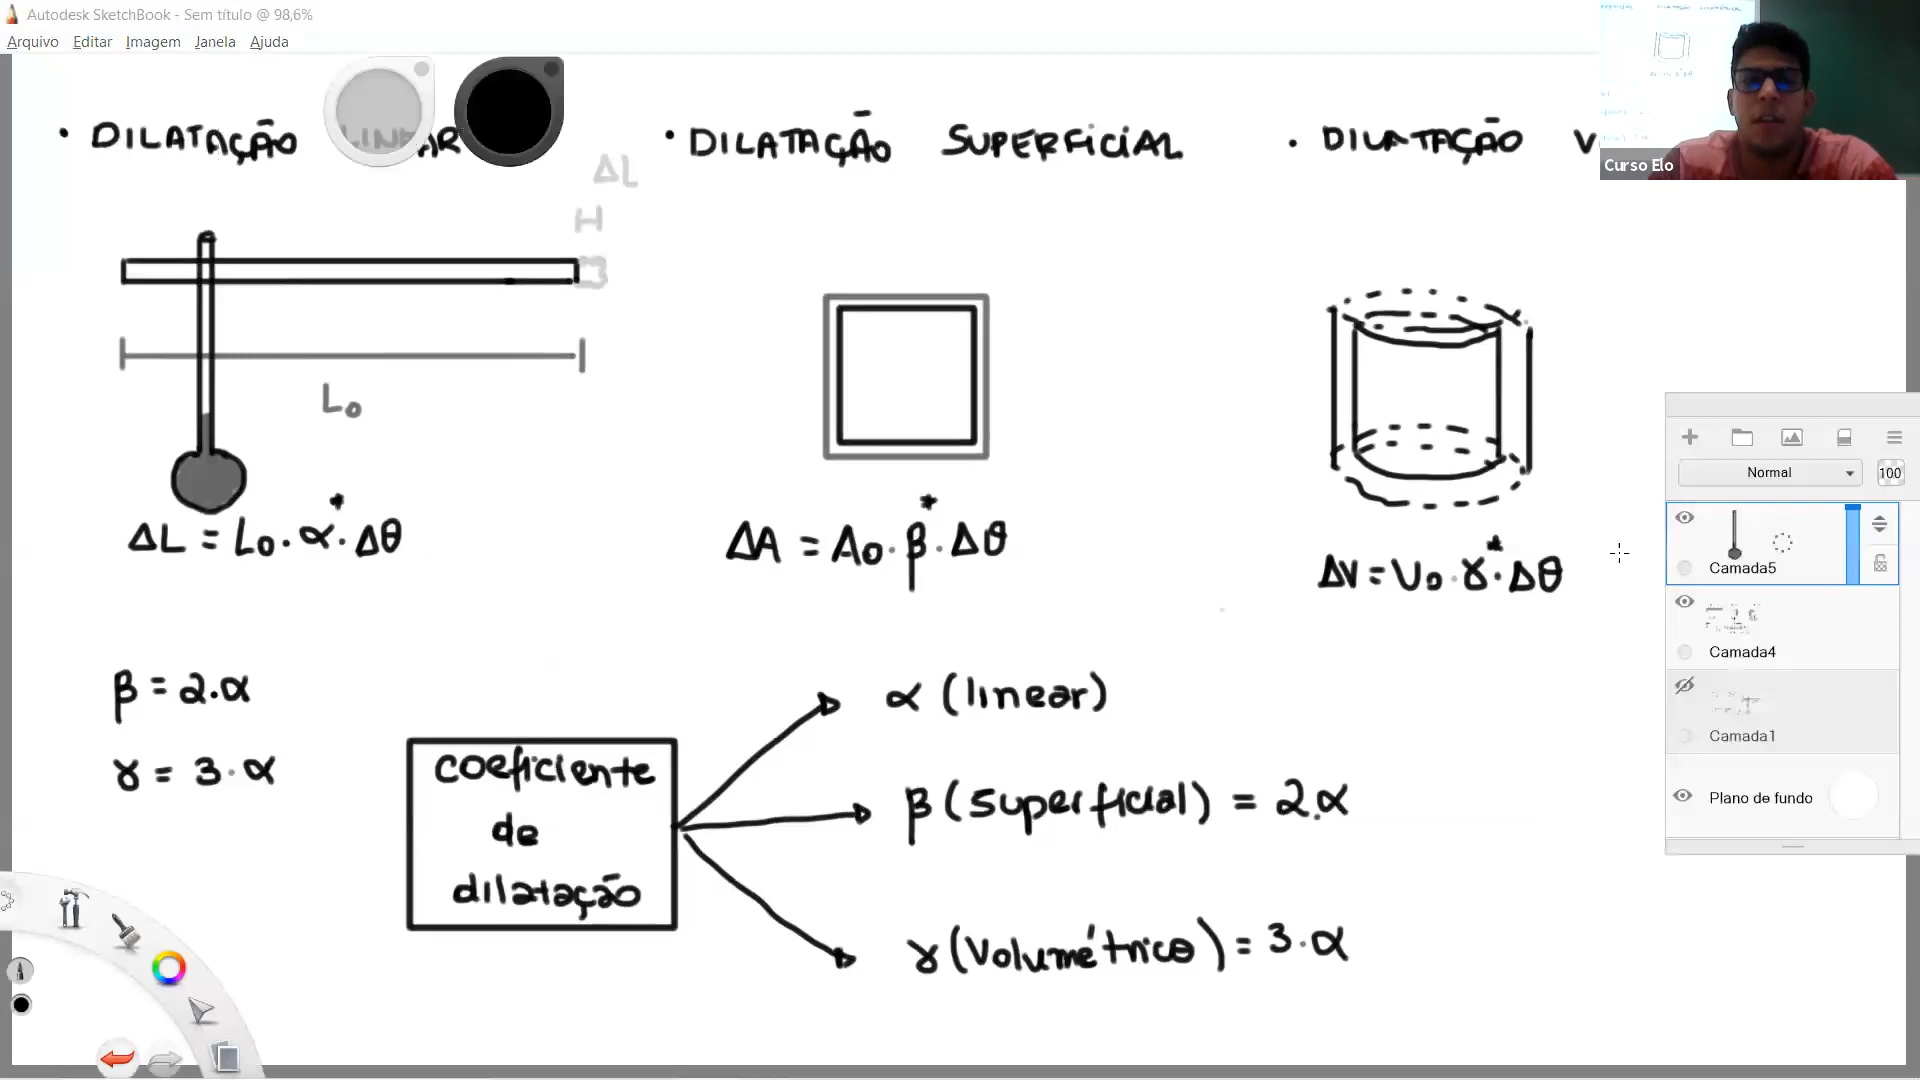 Autodesk SketchBook - Sem título @ 98,6%
Arquivo Editar Imagem Janela Ajuda
Curso Elo
• DILATAÇÃO LINEAR
• DILATAÇÃO SUPERFICIAL
• DILATAÇÃO V
ΔL
H
L₀
ΔL = L₀ · α* · Δθ
ΔA = A₀ · β* · Δθ
ΔV = V₀ · γ* · Δθ
β = 2.α
γ = 3·α
coeficiente
de
dilatação
α (linear)
β (superficial) = 2.α
γ (Volumétrico) = 3·α
Normal 100
Camada5
Camada4
Camada1
Plano de fundo